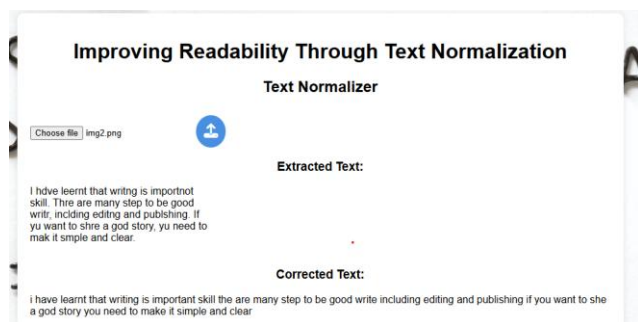 Improving Readability Through Text Normalization
Text Normalizer
Choose file img2.png
Extracted Text:
I hdve leernt that writng is importnot
skill. Thre are many step to be good
writr, inclding editng and publshing. If
yu want to shre a god story, yu need to
mak it smple and clear.
Corrected Text:
i have learnt that writing is important skill the are many step to be good write including editing and publishing if you want to she
a god story you need to make it simple and clear